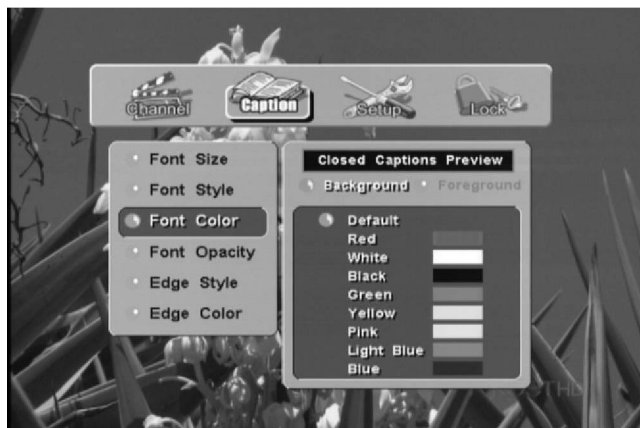 Channel Caption Setup Lock
Font Size
Font Style
Font Color
Font Opacity
Edge Style
Edge Color
Closed Captions Preview
Background Foreground
Default
Red
White
Black
Green
Yellow
Pink
Light Blue
Blue